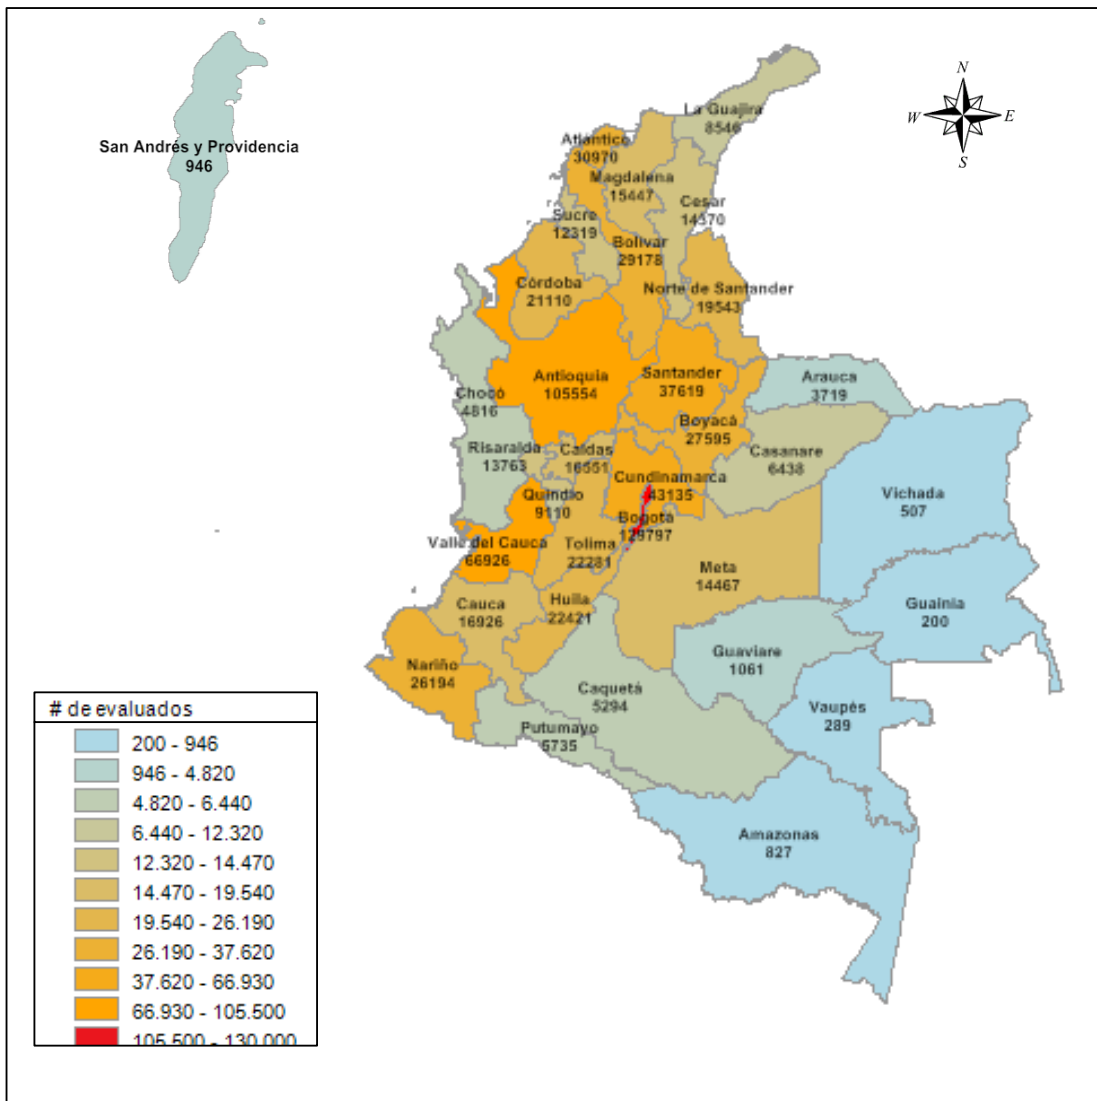 N
W
E
S
San Andrés y Providencia
946
La Guajira
8546
Atlántico
30970
Magdalena
15447
Cesar
14370
Sucre
12319
Bolívar
29178
Córdoba
21110
Norte de Santander
19543
Antioquia
105554
Santander
37619
Arauca
3719
Chocó
4816
Boyacá
27595
Risaralda
13763
Caldas
16551
Casanare
6438
Cundinamarca
43135
Quindío
9110
Vichada
507
Bogotá
129797
Valle del Cauca
66926
Tolima
22281
Meta
14467
Cauca
16926
Huila
22421
Guainía
200
Guaviare
1061
Nariño
26194
Caquetá
5294
Vaupés
289
Putumayo
5735
Amazonas
827
# de evaluados
200 - 946
946 - 4.820
4.820 - 6.440
6.440 - 12.320
12.320 - 14.470
14.470 - 19.540
19.540 - 26.190
26.190 - 37.620
37.620 - 66.930
66.930 - 105.500
105.500 - 130.000